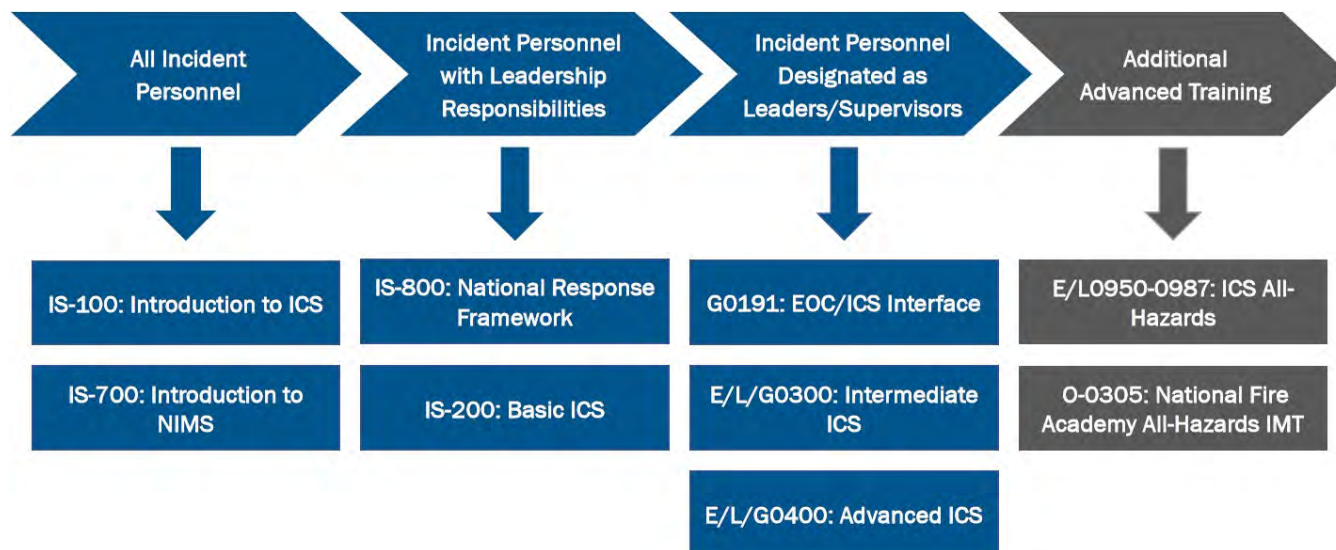 All Incident
Personnel
Incident Personnel
with Leadership
Responsibilities
Incident Personnel
Designated as
Leaders/Supervisors
Additional
Advanced Training
IS-100: Introduction to ICS
IS-700: Introduction to
NIMS
IS-800: National Response
Framework
IS-200: Basic ICS
G0191: EOC/ICS Interface
E/L/G0300: Intermediate
ICS
E/L/G0400: Advanced ICS
E/L0950-0987: ICS All-
Hazards
O-0305: National Fire
Academy All-Hazards IMT